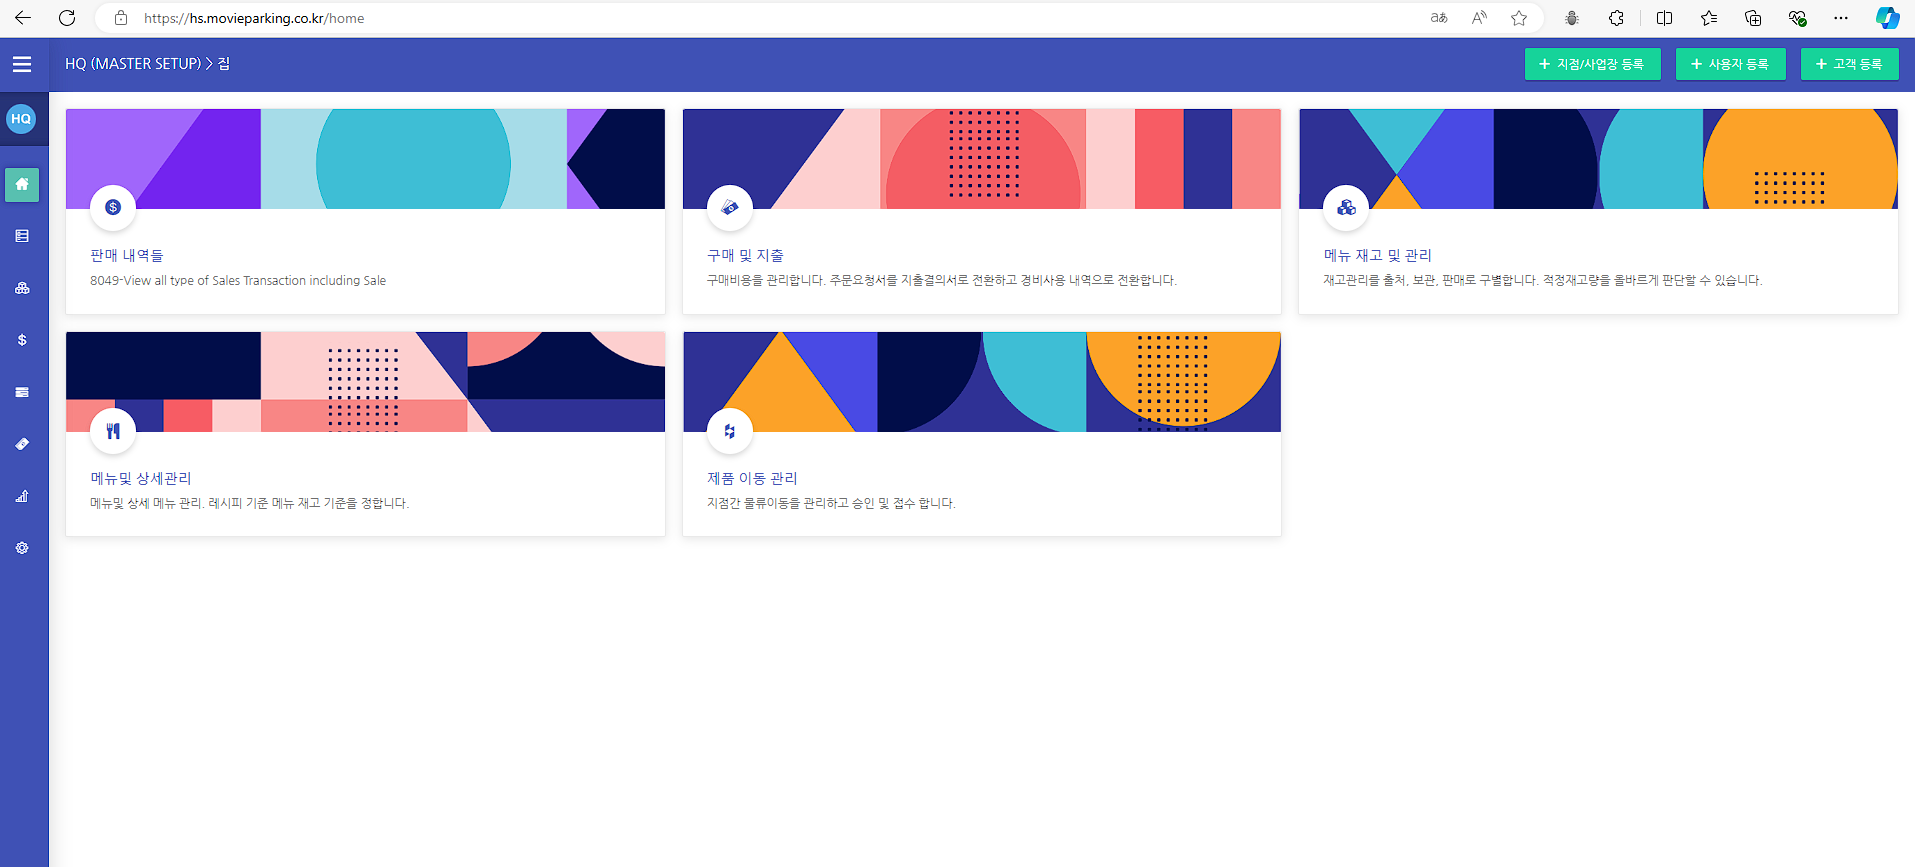 https://hs.movieparking.co.kr/home
HQ (MASTER SETUP) > 집
+ 지점/사업장 등록
+ 사용자 등록
+ 고객 등록
HQ
판매 내역들
8049-View all type of Sales Transaction including Sale
구매 및 지출
구매비용을 관리합니다. 주문요청서를 지출결의서로 전환하고 경비사용 내역으로 전환합니다.
메뉴 재고 및 관리
재고관리를 출처, 보관, 판매로 구별합니다. 적정재고량을 올바르게 판단할 수 있습니다.
메뉴및 상세관리
메뉴및 상세 메뉴 관리. 레시피 기준 메뉴 재고 기준을 정합니다.
제품 이동 관리
지점간 물류이동을 관리하고 승인 및 접수 합니다.